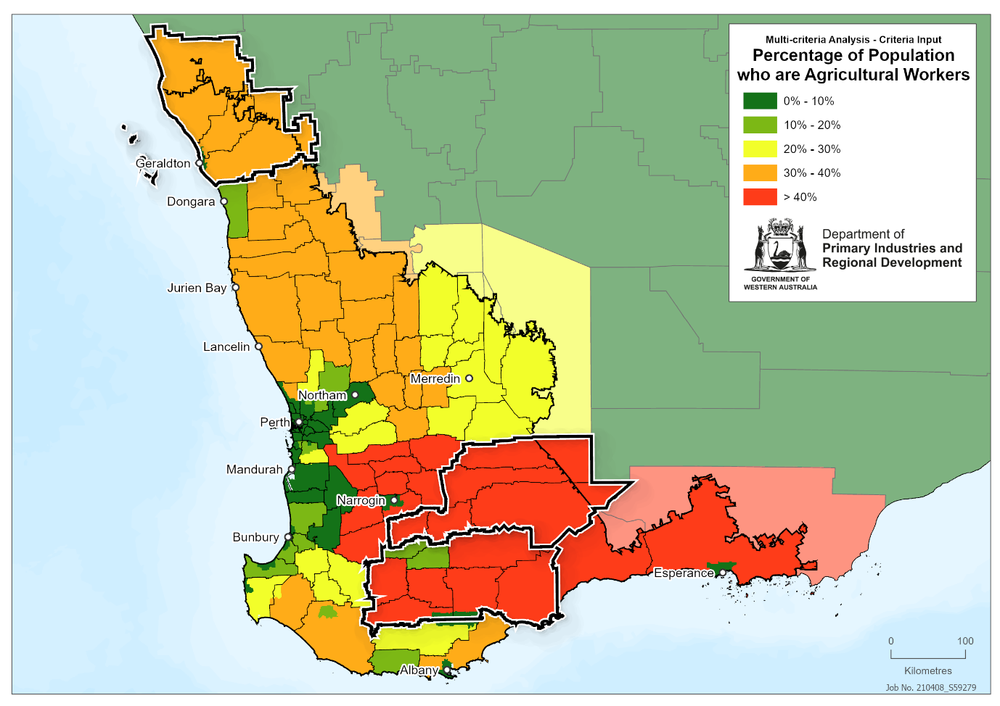 Multi-criteria Analysis - Criteria Input
Percentage of Population
who are Agricultural Workers
0% - 10%
10% - 20%
20% - 30%
30% - 40%
> 40%
Department of
Primary Industries and
Regional Development
GOVERNMENT OF
WESTERN AUSTRALIA
Geraldton
Dongara
Jurien Bay
Lancelin
Merredin
Northam
Perth
Mandurah
Narrogin
Bunbury
Esperance
Albany
0 100
Kilometres
Job No. 210408_S59279